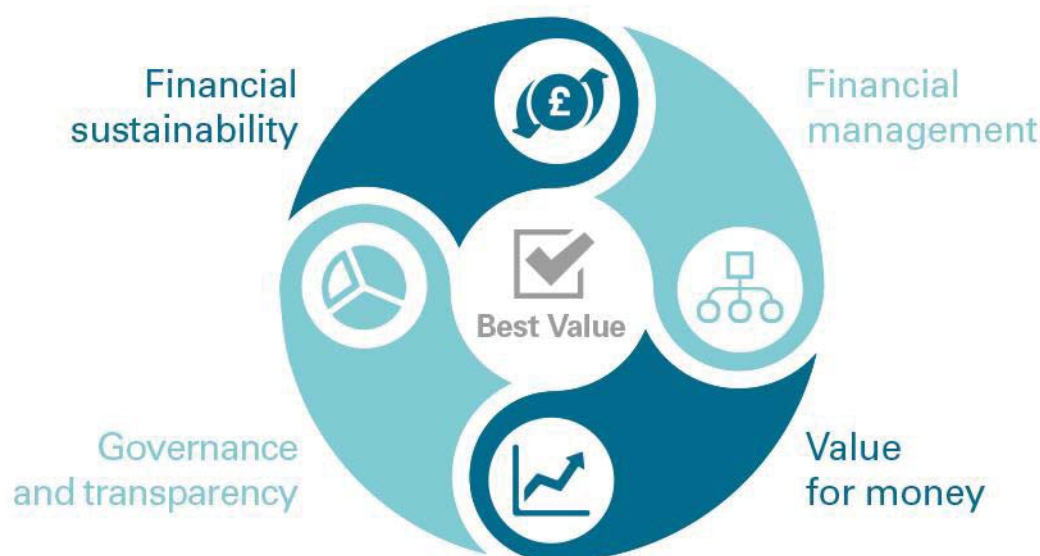 Financial
sustainability
£
Financial
management
Best Value
Governance
and transparency
Value
for money